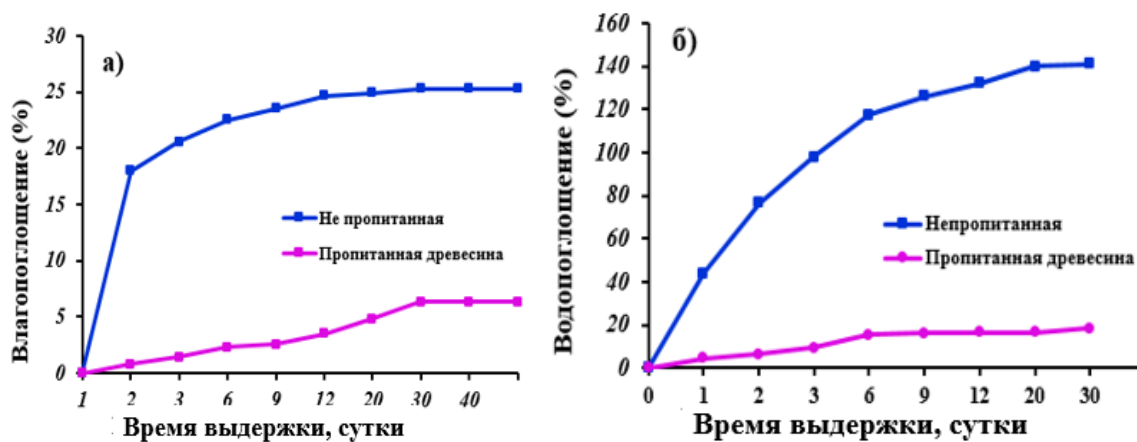 а)
Влагопоглощение (%)
30
25
20
15
10
5
0
Не пропитанная
Пропитанная древесина
1 2 3 6 9 12 20 30 40
Время выдержки, сутки
б)
Водопоглощение (%)
160
140
120
100
80
60
40
20
0
Непропитанная
Пропитанная древесина
0 1 2 3 6 9 12 20 30
Время выдержки, сутки